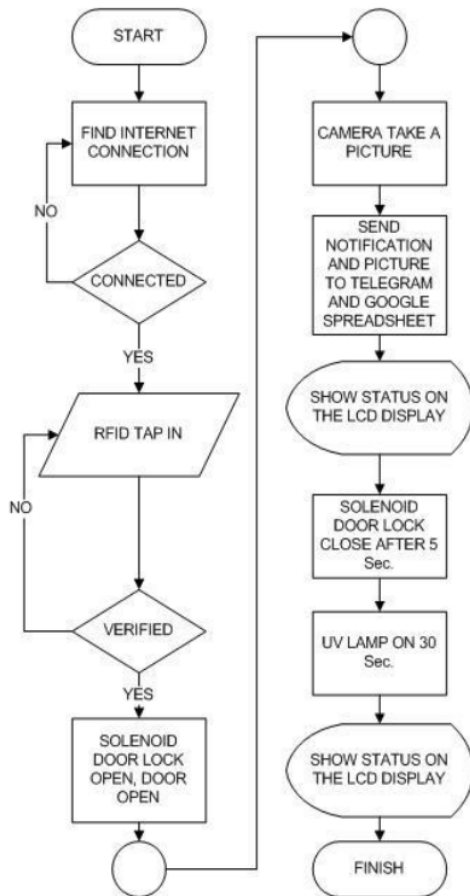 START
FIND INTERNET
CONNECTION
NO
CONNECTED
YES
RFID TAP IN
NO
VERIFIED
YES
SOLENOID
DOOR LOCK
OPEN, DOOR
OPEN
CAMERA TAKE A
PICTURE
SEND
NOTIFICATION
AND PICTURE
TO TELEGRAM
AND GOOGLE
SPREADSHEET
SHOW STATUS ON
THE LCD DISPLAY
SOLENOID
DOOR LOCK
CLOSE AFTER 5
Sec.
UV LAMP ON 30
Sec.
SHOW STATUS ON
THE LCD DISPLAY
FINISH